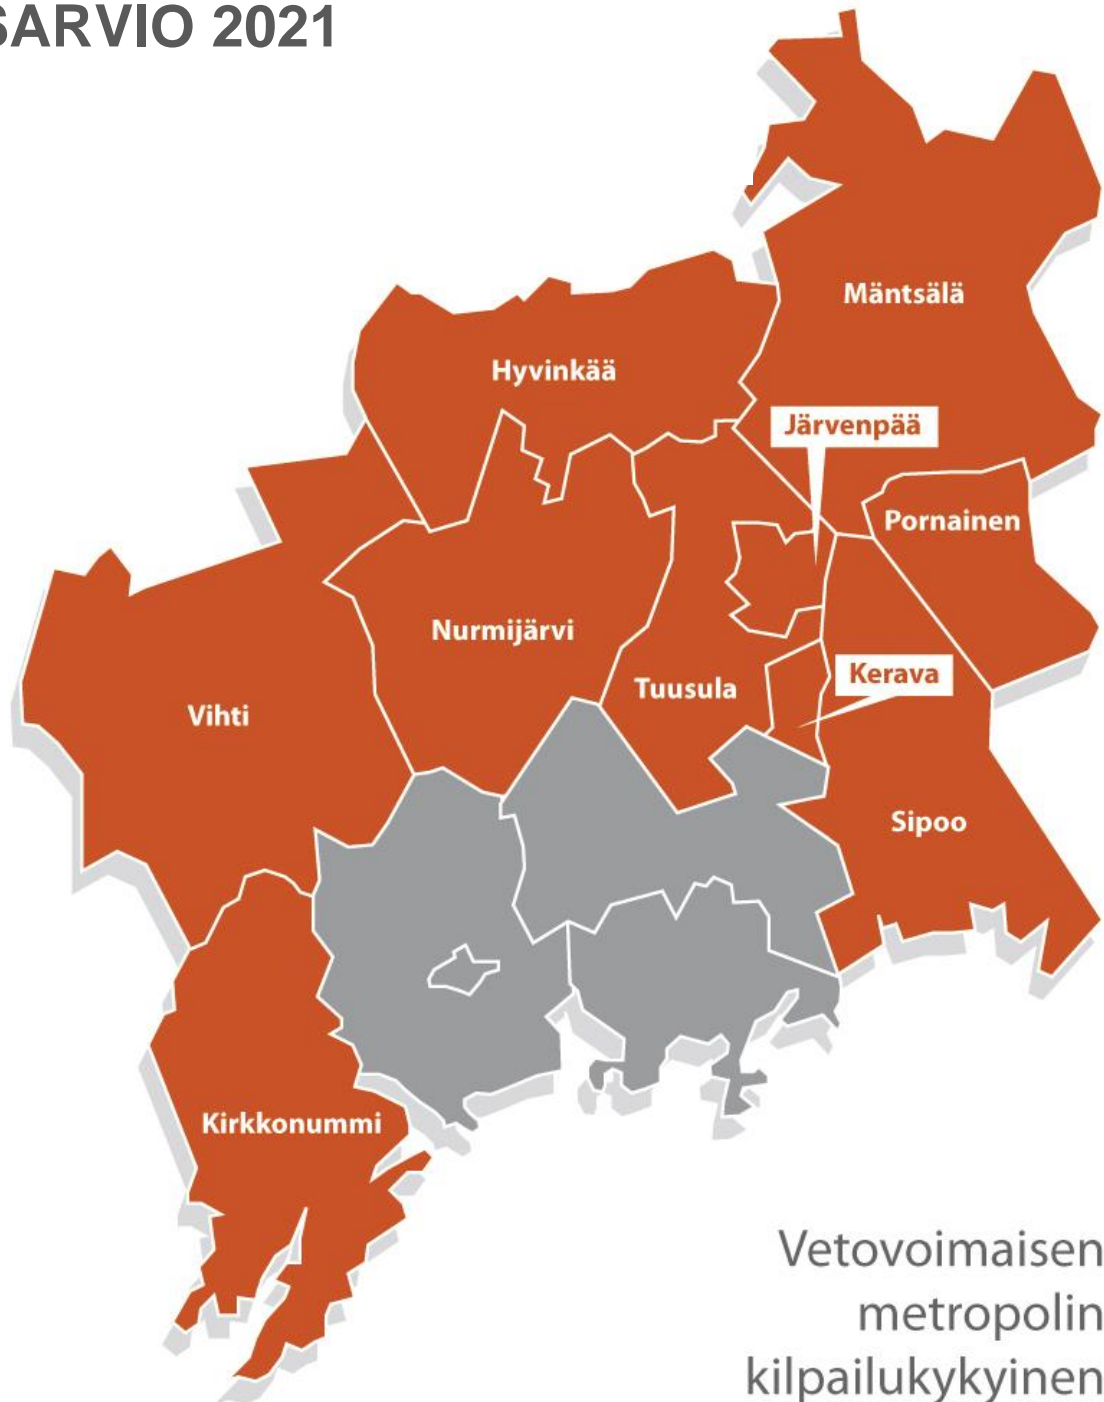 SARVIO 2021
Mäntsälä
Hyvinkää
Järvenpää
Pornainen
Nurmijärvi
Kerava
Tuusula
Vihti
Sipoo
Kirkkonummi
Vetovoimaisen
metropolin
kilpailukykyinen